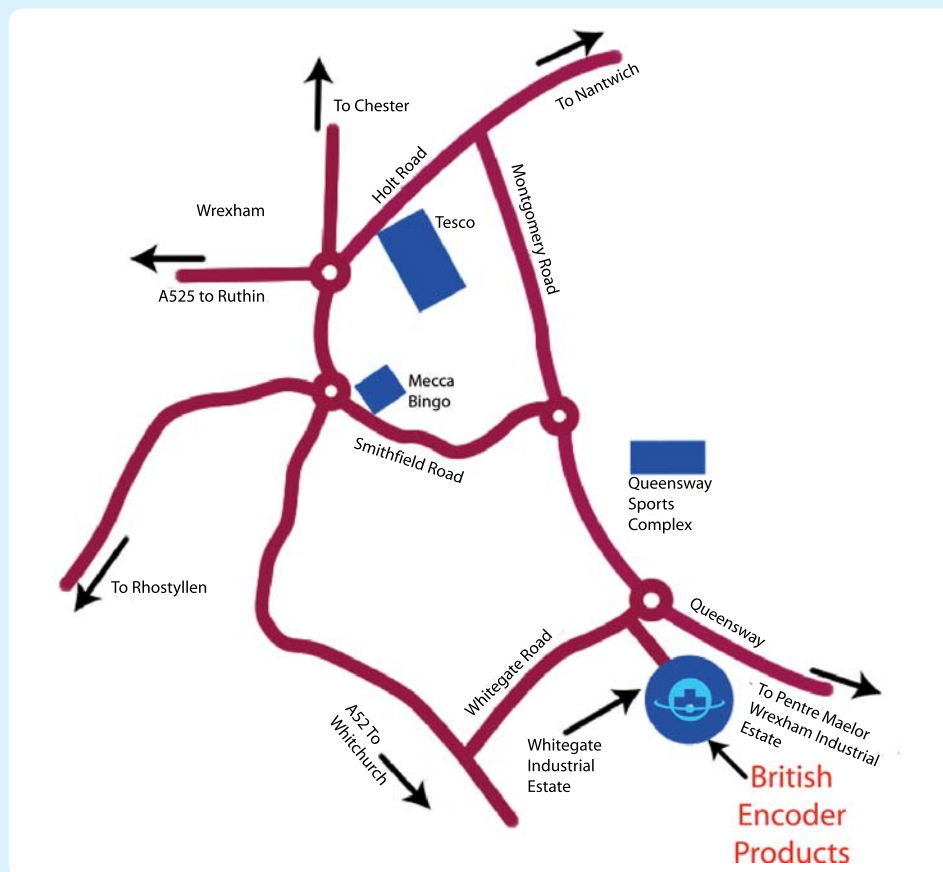 To Nantwich
To Chester
Holt Road
Montgomery Road
Wrexham
Tesco
A525 to Ruthin
Mecca
Bingo
Smithfield Road
Queensway
Sports
Complex
To Rhostyllen
Queensway
Whitegate Road
To Pentre Maelor
Wrexham Industrial
Estate
A52 To
Whitchurch
Whitegate
Industrial
Estate
British
Encoder
Products